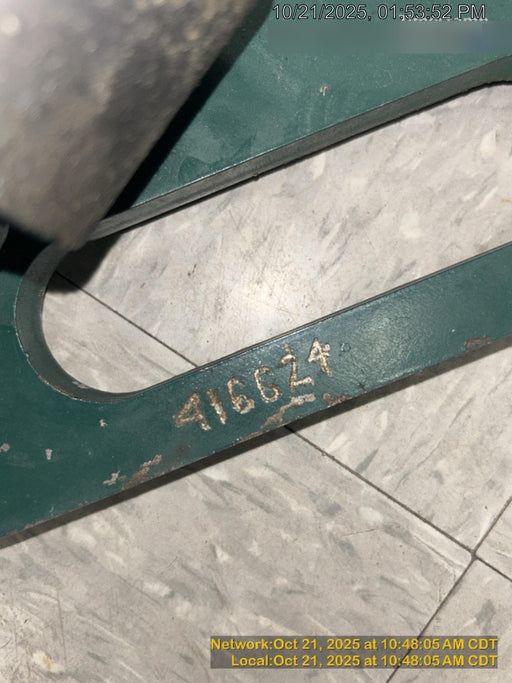 10/21/2025, 01:53:52 PM
416624
Network:Oct 21, 2025 at 10:48:05 AM CDT
Local:Oct 21, 2025 at 10:48:05 AM CDT